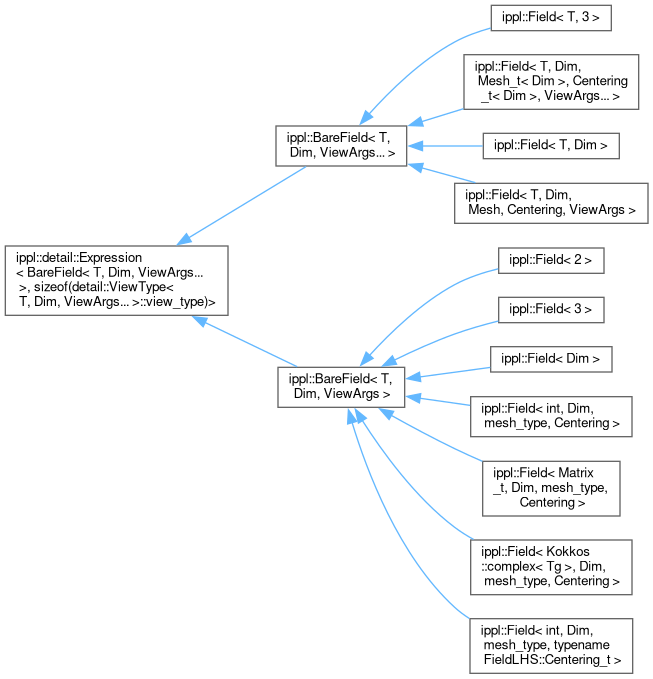 ippl::Field< T, 3 >
ippl::Field< T, Dim,
Mesh_t< Dim >, Centering
_t< Dim >, ViewArgs... >
ippl::BareField< T,
Dim, ViewArgs... >
ippl::Field< T, Dim >
ippl::Field< T, Dim,
Mesh, Centering, ViewArgs >
ippl::detail::Expression
< BareField< T, Dim, ViewArgs...
>, sizeof(detail::ViewType<
T, Dim, ViewArgs... >::view_type)>
ippl::Field< 2 >
ippl::Field< 3 >
ippl::Field< Dim >
ippl::BareField< T,
Dim, ViewArgs >
ippl::Field< int, Dim,
mesh_type, Centering >
ippl::Field< Matrix
_t, Dim, mesh_type,
Centering >
ippl::Field< Kokkos
::complex< Tg >, Dim,
mesh_type, Centering >
ippl::Field< int, Dim,
mesh_type, typename
FieldLHS::Centering_t >